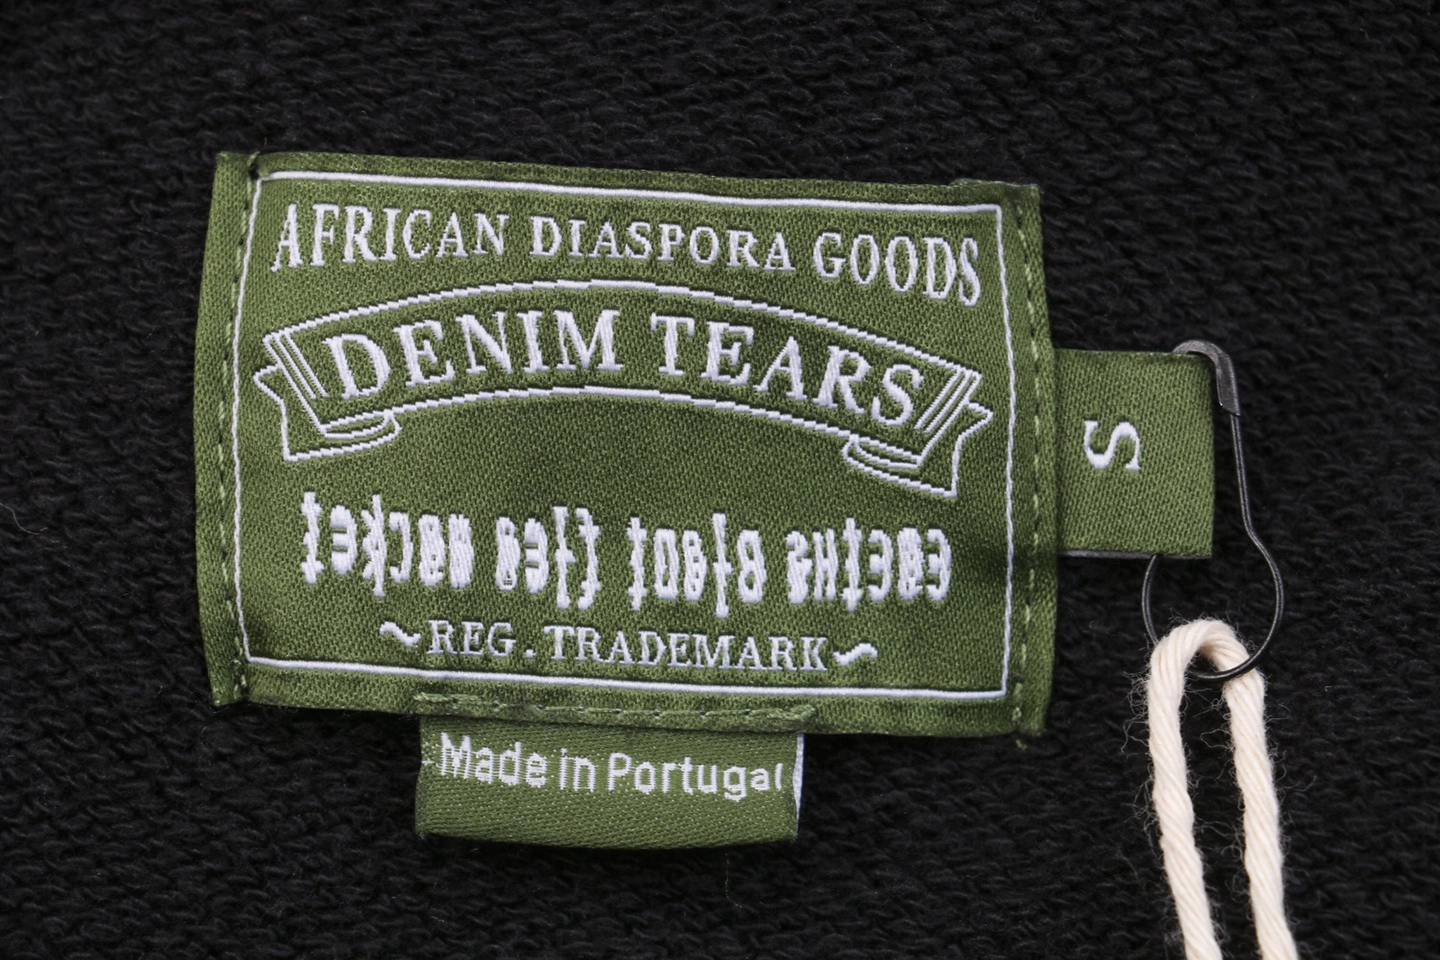 AFRICAN DIASPORA GOODS
DENIM TEARS
~REG. TRADEMARK~
S
Made in Portugal